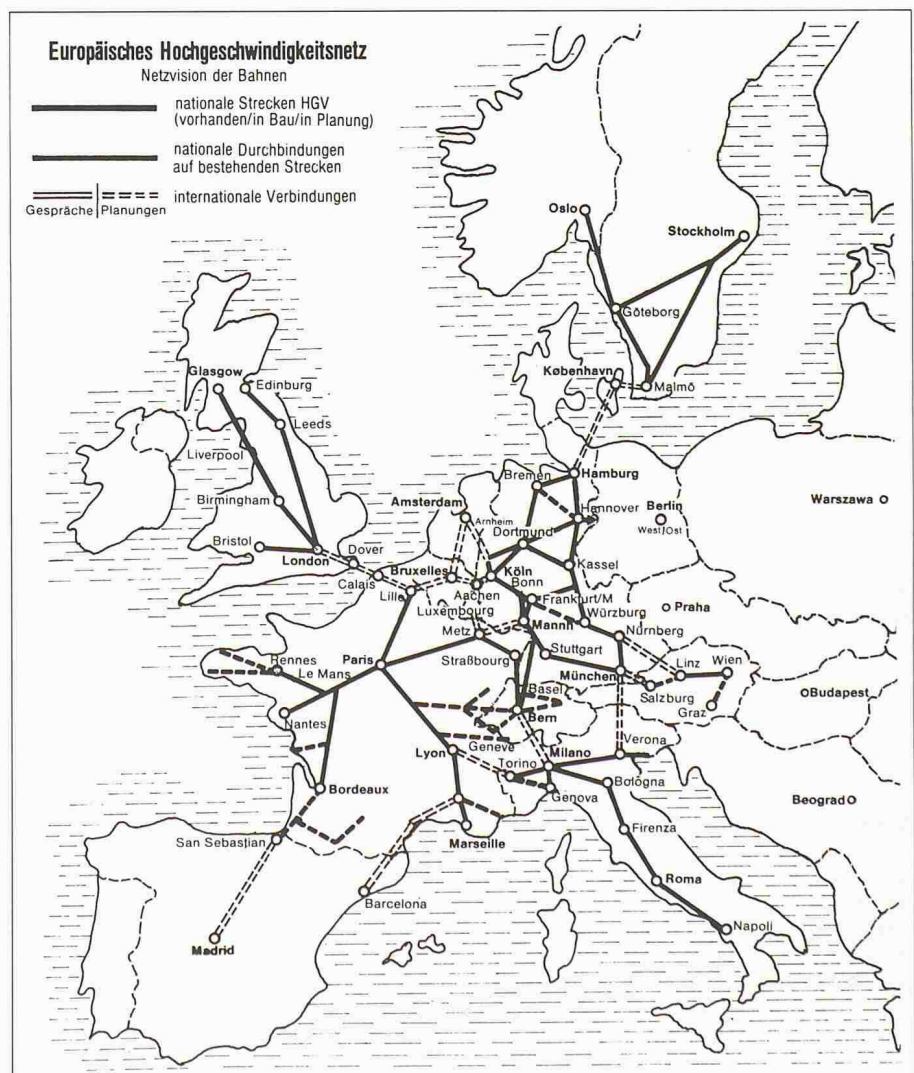 Europäisches Hochgeschwindigkeitsnetz
Netzvision der Bahnen
nationale Strecken HGV
(vorhanden/in Bau/in Planung)
nationale Durchbindungen
auf bestehenden Strecken
internationale Verbindungen
Gespräche Planungen
Oslo
Stockholm
Göteborg
København
Malmö
Glasgow
Edinburg
Leeds
Liverpool
Birmingham
Bristol
London
Dover
Calais
Lille
Bruxelles
Amsterdam
Arnheim
Bremen
Hamburg
Hannover
Berlin
West/Ost
Warszawa
Dortmund
Kassel
Köln
Bonn
Aachen
Luxembourg
Frankfurt/M
Würzburg
Praha
Metz
Mannh
Nürnberg
Straßbourg
Stuttgart
Linz
Wien
München
Salzburg
Graz
Budapest
Rennes
Le Mans
Paris
Nantes
Basel
Bern
Genevè
Lyon
Torino
Milano
Verona
Genova
Bologna
Beograd
Bordeaux
Firenza
San Sebastian
Marseille
Barcelona
Roma
Napoli
Madrid